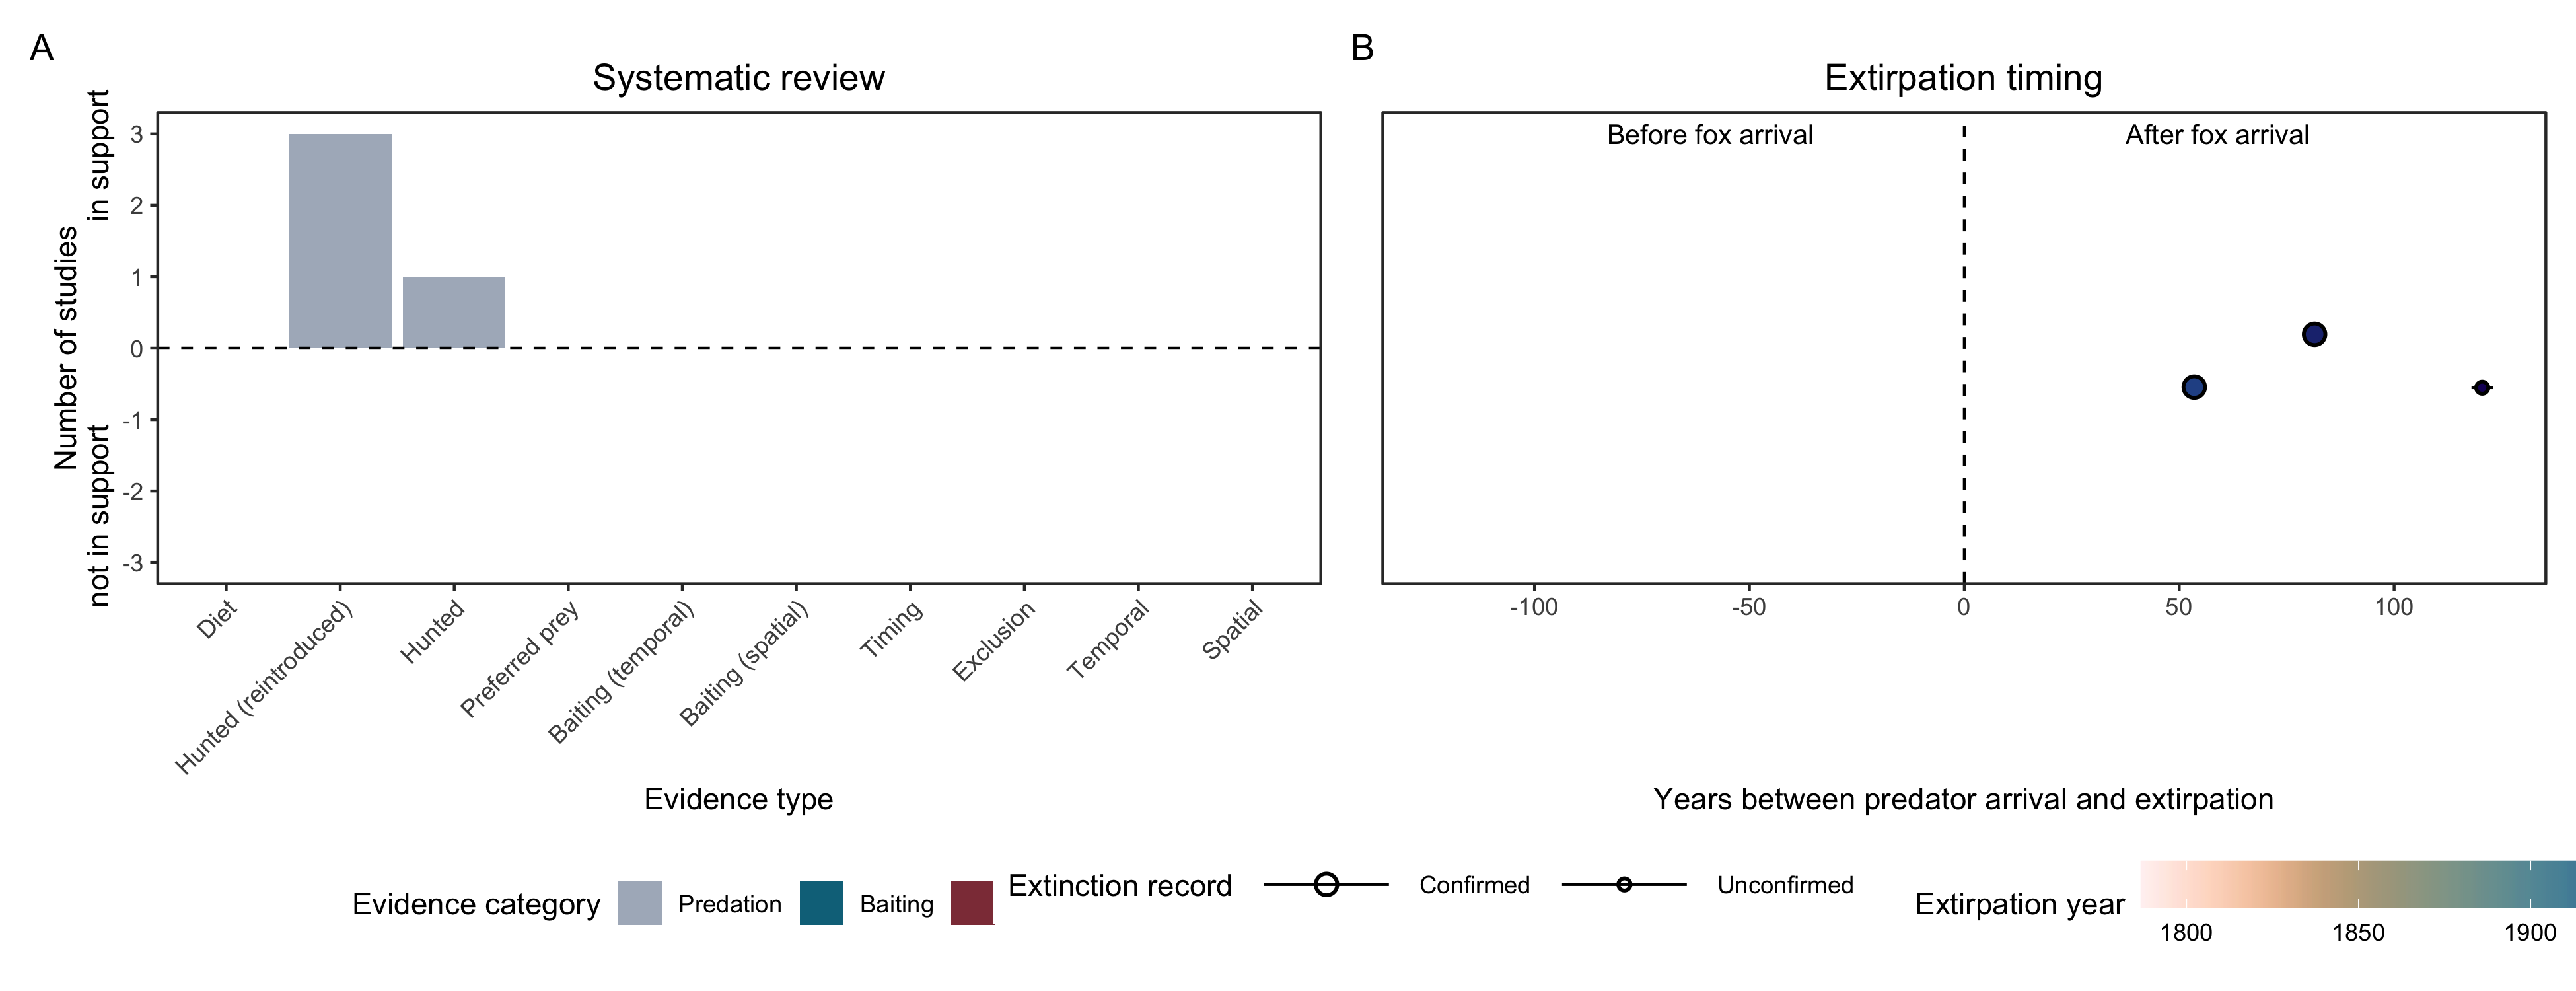 A
Systematic review
Number of studies
not in support
in support
3
2
1
0
-1
-2
-3
Diet
Hunted (reintroduced)
Hunted
Preferred prey
Baiting (temporal)
Baiting (spatial)
Timing
Exclusion
Temporal
Spatial
Evidence type
Evidence category
Predation
Baiting
B
Extirpation timing
Before fox arrival
After fox arrival
-100
-50
0
50
100
Years between predator arrival and extirpation
Extinction record
Confirmed
Unconfirmed
Extirpation year
1800
1850
1900